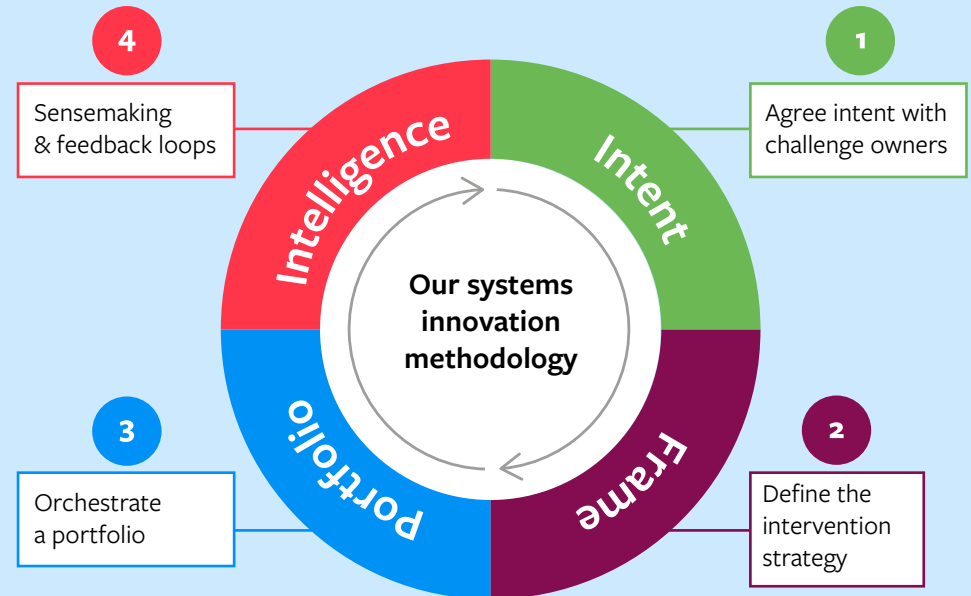 4
Sensemaking
& feedback loops
1
Agree intent with
challenge owners
Intelligence
Intent
Our systems
innovation
methodology
Portfolio
Frame
3
Orchestrate
a portfolio
2
Define the
intervention
strategy